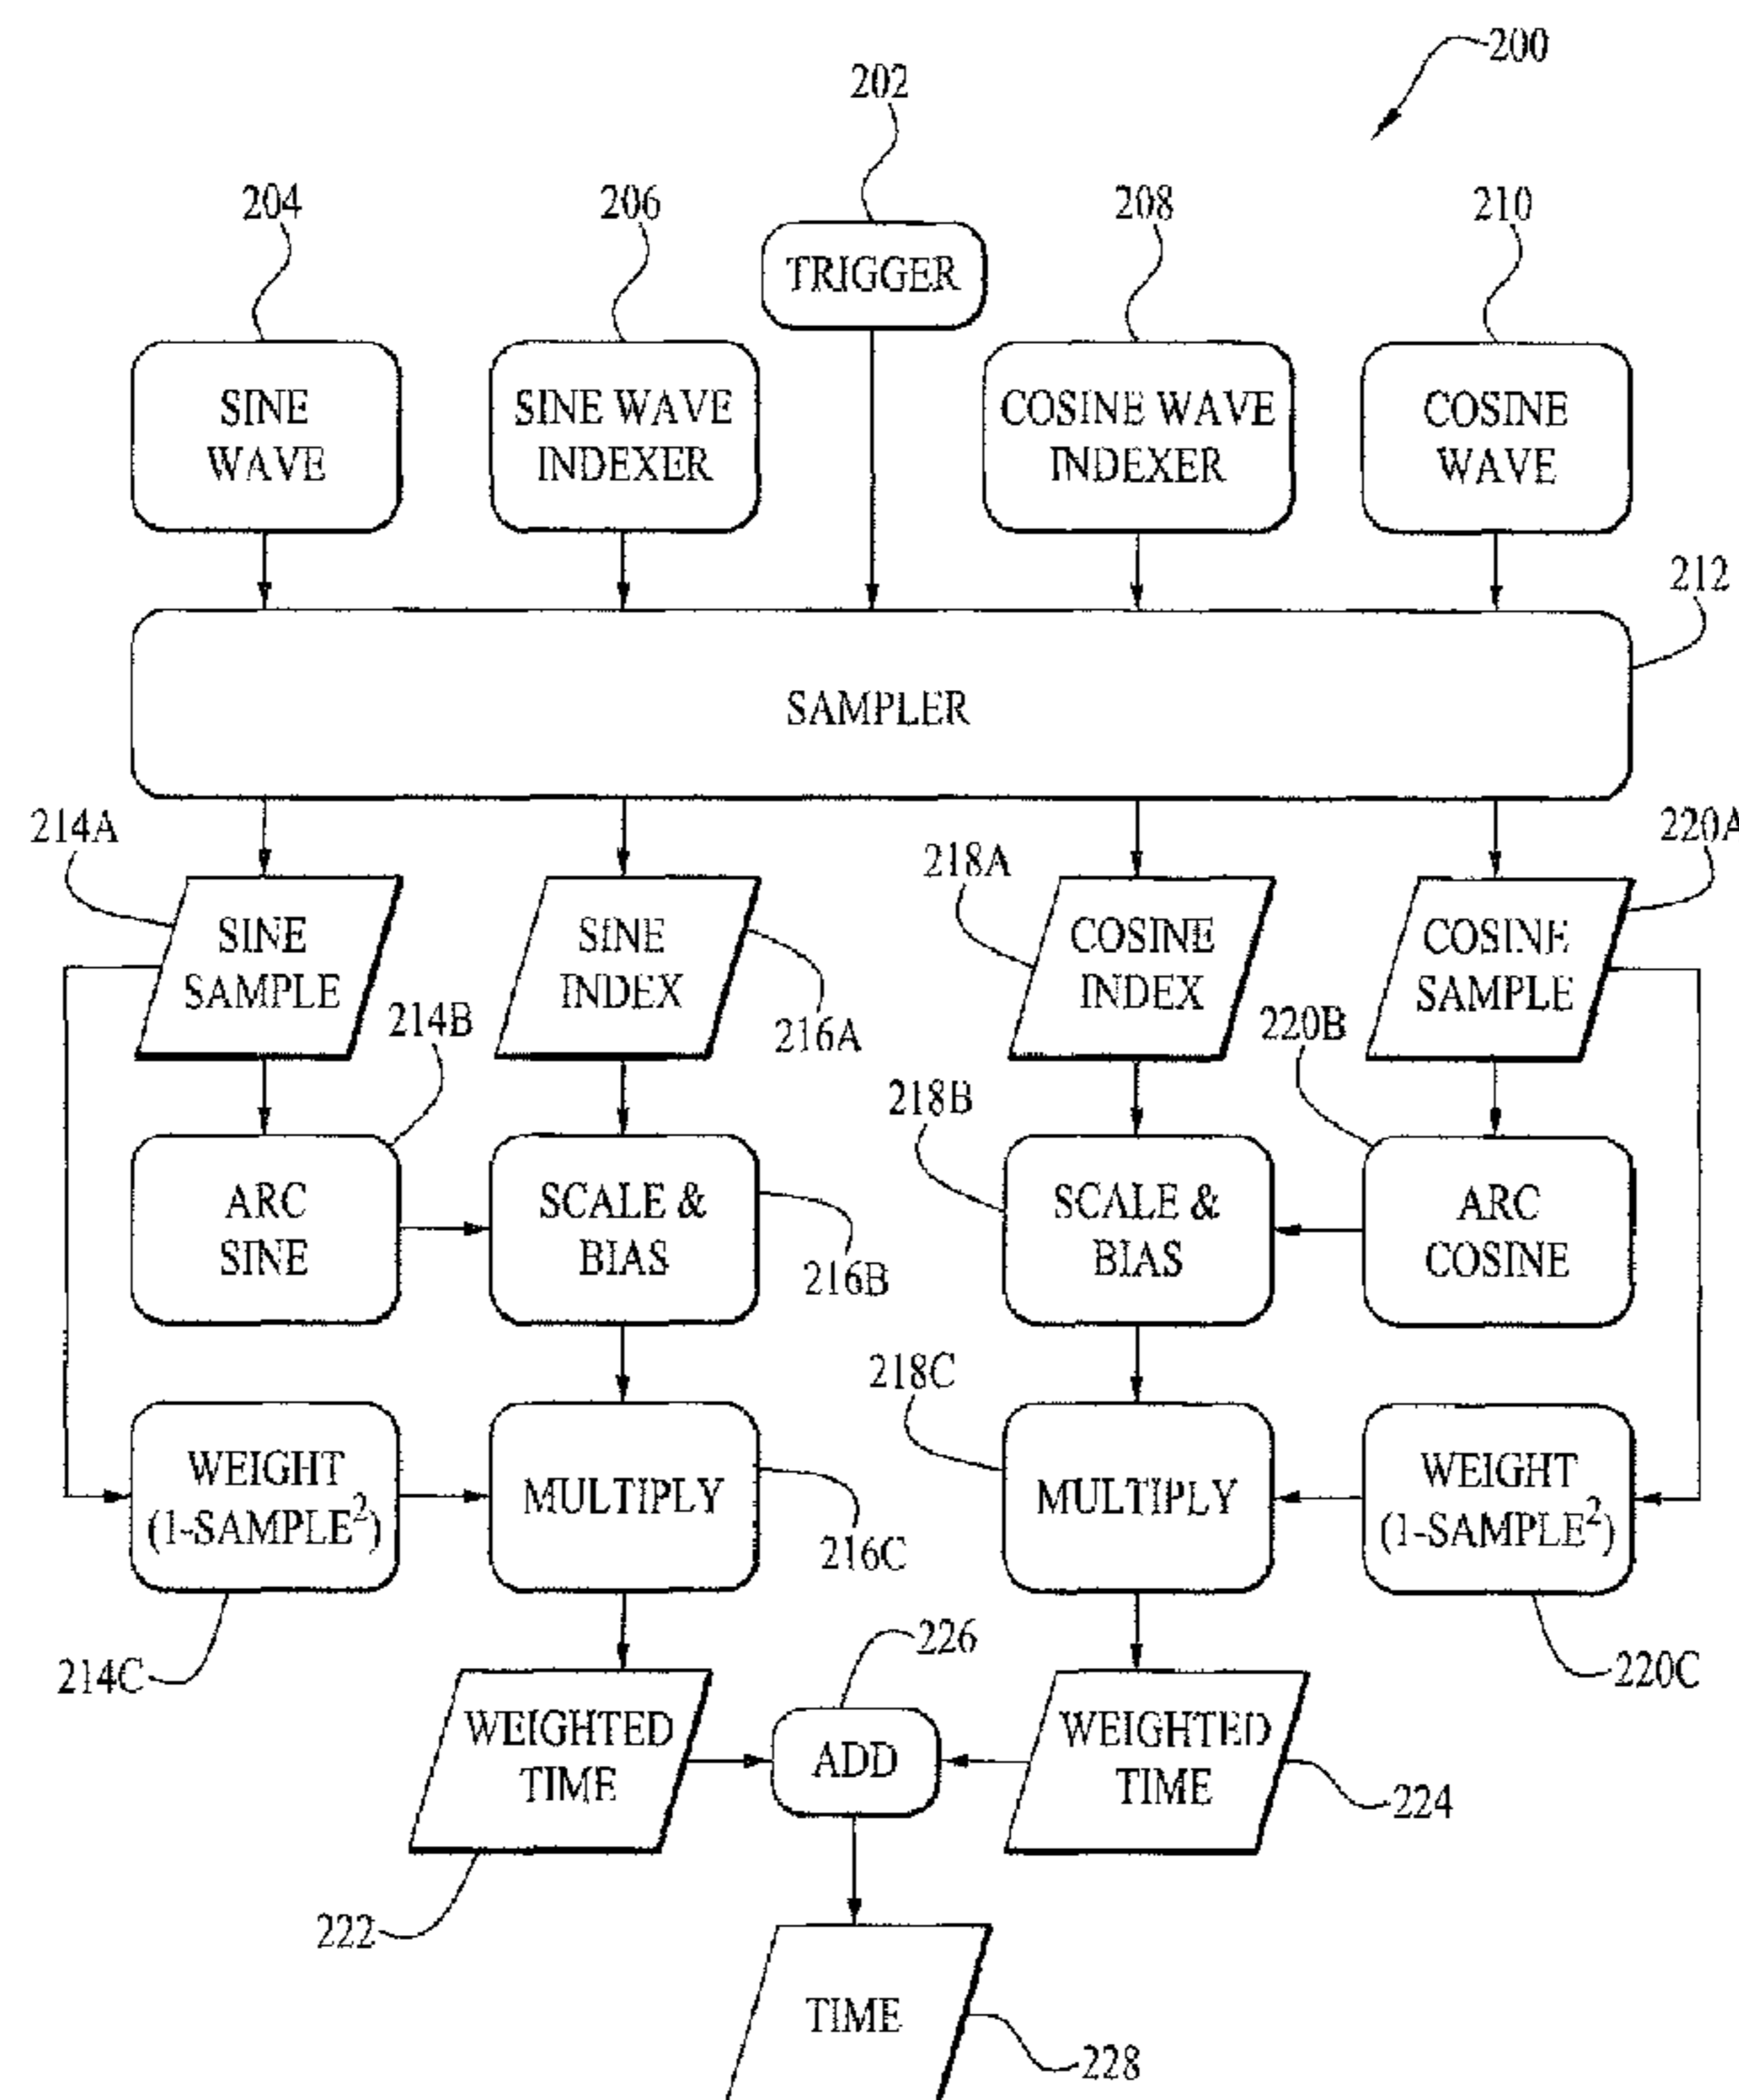 200
202
204
206
208
210
TRIGGER
SINE
WAVE
SINE WAVE
INDEXER
COSINE WAVE
INDEXER
COSINE
WAVE
212
SAMPLER
214A
218A
220A
SINE
SAMPLE
SINE
INDEX
COSINE
INDEX
COSINE
SAMPLE
214B
216A
220B
218B
ARC
SINE
SCALE &
BIAS
SCALE &
BIAS
ARC
COSINE
216B
218C
WEIGHT
(1-SAMPLE²)
MULTIPLY
MULTIPLY
WEIGHT
(1-SAMPLE²)
216C
214C
226
220C
WEIGHTED
TIME
ADD
WEIGHTED
TIME
224
222
TIME
228